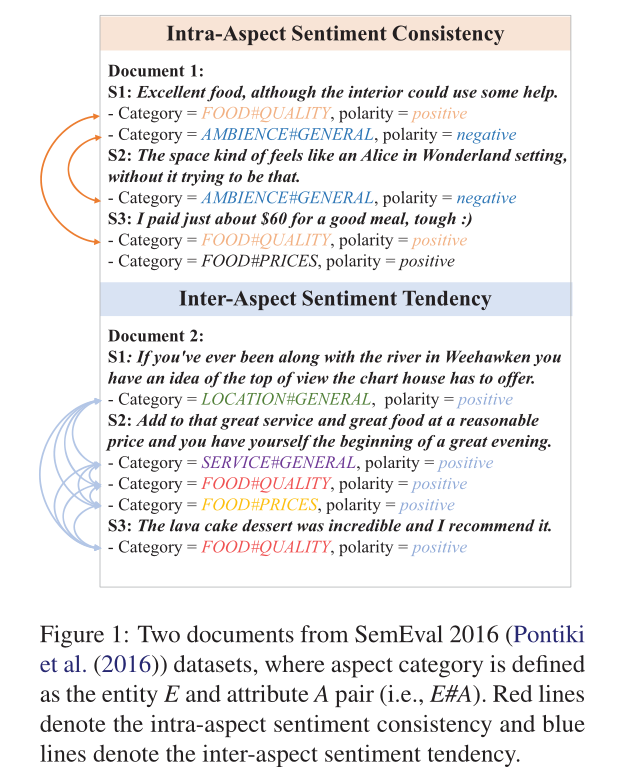 Intra-Aspect Sentiment Consistency
Document 1:
S1: Excellent food, although the interior could use some help.
- Category = FOOD#QUALITY, polarity = positive
- Category = AMBIENCE#GENERAL, polarity = negative
S2: The space kind of feels like an Alice in Wonderland setting,
without it trying to be that.
- Category = AMBIENCE#GENERAL, polarity = negative
S3: I paid just about $60 for a good meal, tough :)
- Category = FOOD#QUALITY, polarity = positive
- Category = FOOD#PRICES, polarity = positive
Inter-Aspect Sentiment Tendency
Document 2:
S1: If you've ever been along with the river in Weehawken you
have an idea of the top of view the chart house has to offer.
- Category = LOCATION#GENERAL, polarity = positive
S2: Add to that great service and great food at a reasonable
price and you have yourself the beginning of a great evening.
- Category = SERVICE#GENERAL, polarity = positive
- Category = FOOD#QUALITY, polarity = positive
- Category = FOOD#PRICES, polarity = positive
S3: The lava cake dessert was incredible and I recommend it.
- Category = FOOD#QUALITY, polarity = positive
Figure 1: Two documents from SemEval 2016 (Pontiki
et al. (2016)) datasets, where aspect category is defined
as the entity E and attribute A pair (i.e., E#A). Red lines
denote the intra-aspect sentiment consistency and blue
lines denote the inter-aspect sentiment tendency.